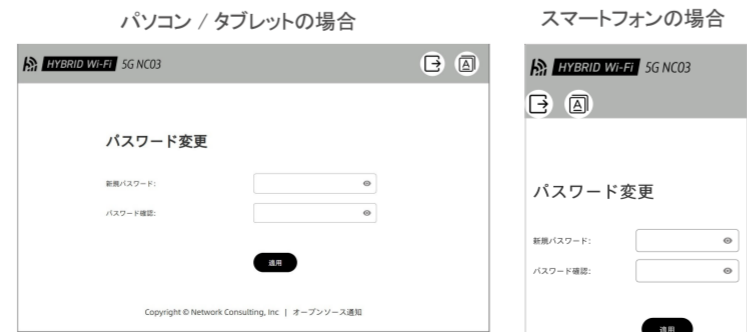 パソコン / タブレットの場合
HYBRID Wi-Fi 5G NC03
A
パスワード変更
新規パスワード:
パスワード確認:
適用
Copyright © Network Consulting, Inc | オープンソース通知
スマートフォンの場合
HYBRID Wi-Fi 5G NC03
A
パスワード変更
新規パスワード:
パスワード確認:
適用